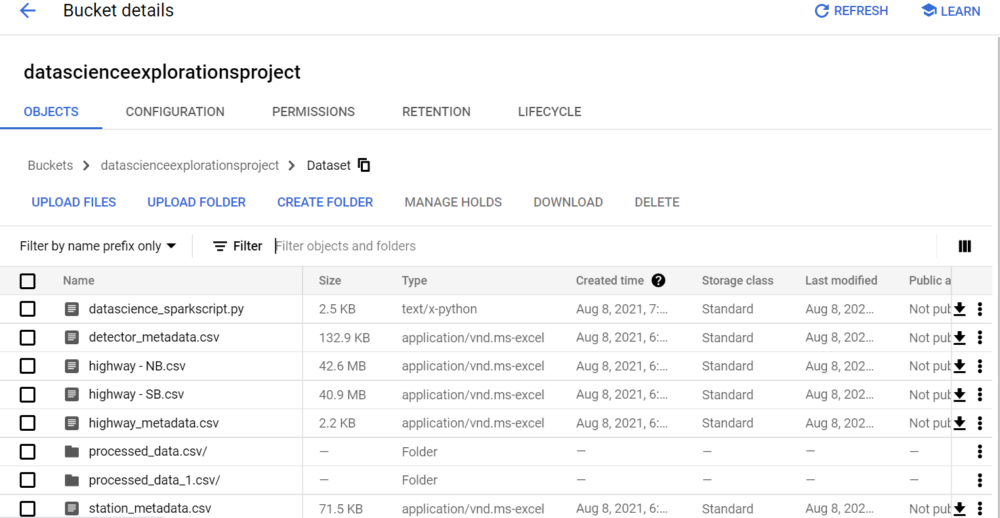 Bucket details REFRESH LEARN
datascienceexplorationsproject
OBJECTS CONFIGURATION PERMISSIONS RETENTION LIFECYCLE
Buckets datascienceexplorationsproject Dataset
UPLOAD FILES UPLOAD FOLDER CREATE FOLDER MANAGE HOLDS DOWNLOAD DELETE
Filter by name prefix only Filter Filter objects and folders
Name Size Type Created time ? Storage class Last modified Public a
datascience_sparkscript.py 2.5 KB text/x-python Aug 8, 2021, 7:... Standard Aug 8, 202... Not pub
detector_metadata.csv 132.9 KB application/vnd.ms-excel Aug 8, 2021, 6:... Standard Aug 8, 202... Not pub
highway - NB.csv 42.6 MB application/vnd.ms-excel Aug 8, 2021, 6:... Standard Aug 8, 202... Not pub
highway - SB.csv 40.9 MB application/vnd.ms-excel Aug 8, 2021, 6:... Standard Aug 8, 202... Not pub
highway_metadata.csv 2.2 KB application/vnd.ms-excel Aug 8, 2021, 6:... Standard Aug 8, 202... Not pub
processed_data.csv/ — Folder — — — —
processed_data_1.csv/ — Folder — — — —
station_metadata.csv 71.5 KB application/vnd.ms-excel Aug 8, 2021, 6:... Standard Aug 8, 202... Not pub